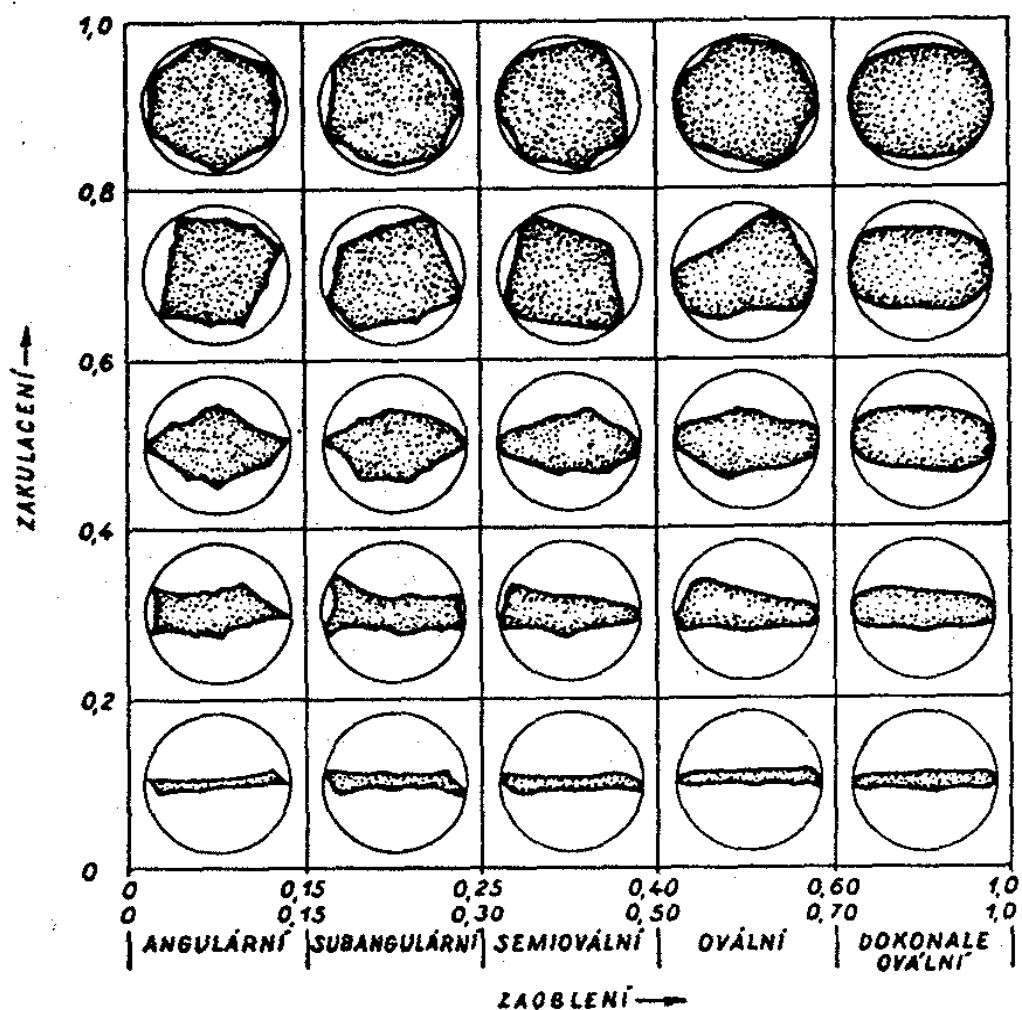 1,0
0,8
0,6
0,4
0,2
0
ZAKULACENÍ
0 0,15 0,25 0,40 0,60 1,0
0 0,15 0,30 0,50 0,70 1,0
ANGULÁRNÍ SUBANGULÁRNÍ SEMIOVÁLNÍ OVÁLNÍ DOKONALE
OVÁLNÍ
ZAOBLENÍ